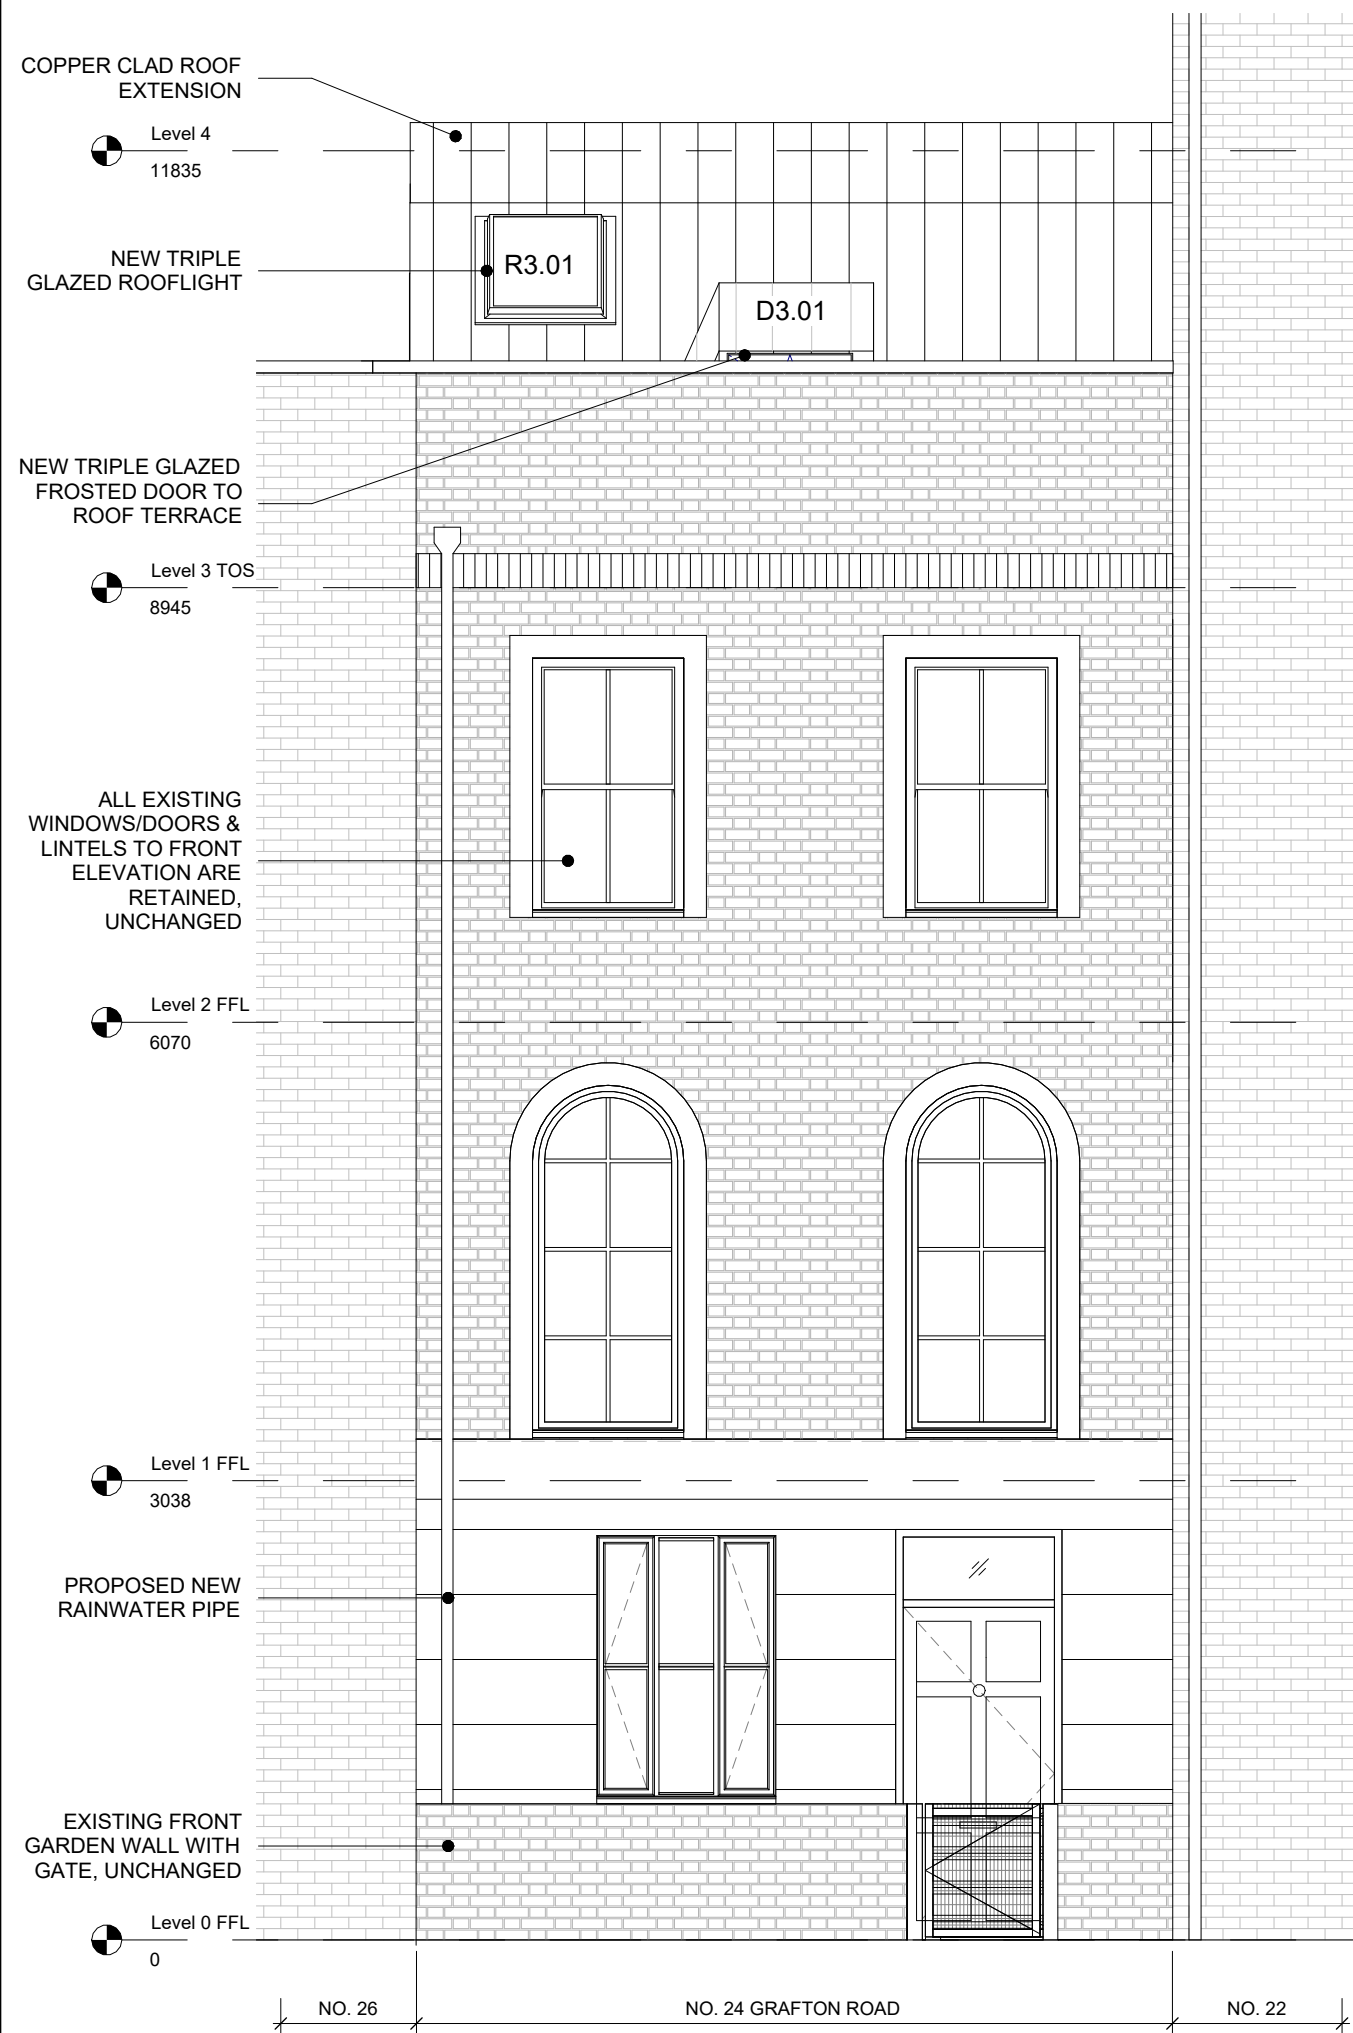 COPPER CLAD ROOF
EXTENSION
Level 4
11835
NEW TRIPLE
GLAZED ROOFLIGHT
R3.01
D3.01
NEW TRIPLE GLAZED
FROSTED DOOR TO
ROOF TERRACE
Level 3 TOS
8945
ALL EXISTING
WINDOWS/DOORS &
LINTELS TO FRONT
ELEVATION ARE
RETAINED,
UNCHANGED
Level 2 FFL
6070
Level 1 FFL
3038
PROPOSED NEW
RAINWATER PIPE
EXISTING FRONT
GARDEN WALL WITH
GATE, UNCHANGED
Level 0 FFL
0
NO. 26
NO. 24 GRAFTON ROAD
NO. 22